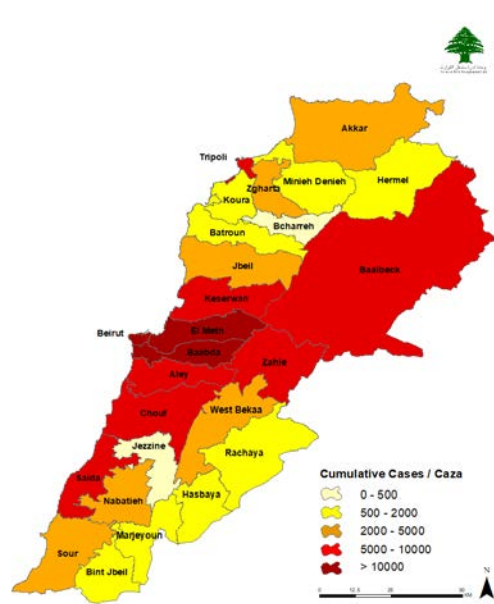 Akkar
Tripoli
Zgharta
Minieh Denieh
Hermel
Koura
Bcharreh
Batroun
Jbeil
Baalbeck
Keserwan
Beirut
El Metn
Baabda
Zahle
Aley
Chouf
West Bekaa
Jezzine
Rachaya
Saida
Nabatieh
Hasbaya
Sour
Marjeyoun
Bint Jbeil
Cumulative Cases / Caza
0 - 500
500 - 2000
2000 - 5000
5000 - 10000
> 10000
N